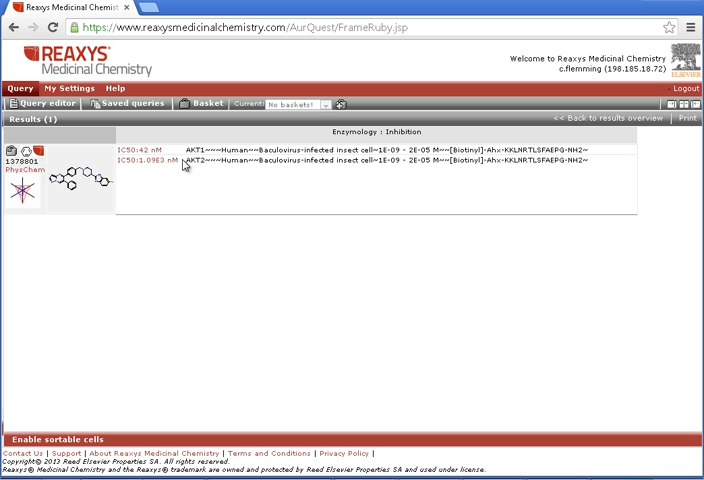 Reaxys Medicinal Chemist
https://www.reaxysmedicinalchemistry.com/AurQuest/FrameRuby.jsp
REAXYS
Medicinal Chemistry
Welcome to Reaxys Medicinal Chemistry
c.flemming (198.185.18.72)
ELSEVIER
Query My Settings Help - Logout
Query editor Saved queries Basket Current: No baskets!
Results (1) << Back to results overview Print
Enzymology : Inhibition
1378801
PhysChem
IC50:42 nM AKT1~~~Human~~Baculovirus-infected insect cell~1E-09 - 2E-05 M~~[Biotinyl]-Ahx-KKLNRTLSFAEPG-NH2~
IC50:1.09E3 nM AKT2~~~Human~~Baculovirus-infected insect cell~1E-09 - 2E-05 M~~[Biotinyl]-Ahx-KKLNRTLSFAEPG-NH2~
Enable sortable cells
Contact Us | Support | About Reaxys Medicinal Chemistry | Terms and Conditions | Privacy Policy |
Copyright© 2013 Reed Elsevier Properties SA. All rights reserved.
Reaxys® Medicinal Chemistry and the Reaxys® trademark are owned and protected by Reed Elsevier Properties SA and used under license.